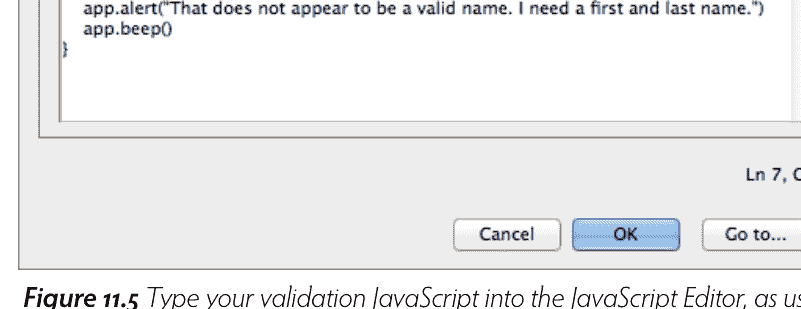 app.alert("That does not appear to be a valid name. I need a first and last name.")
app.beep()
}
Ln 7,
Cancel OK Go to...
Figure 11.5 Type your validation JavaScript into the JavaScript Editor, as